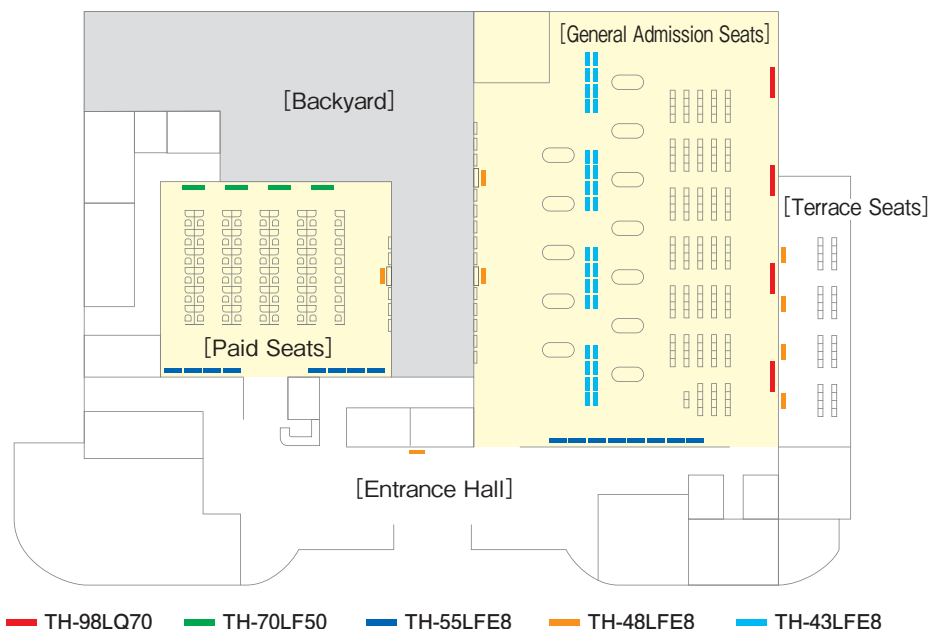 [General Admission Seats]
[Backyard]
[Terrace Seats]
[Paid Seats]
[Entrance Hall]
TH-98LQ70 TH-70LF50 TH-55LFE8 TH-48LFE8 TH-43LFE8